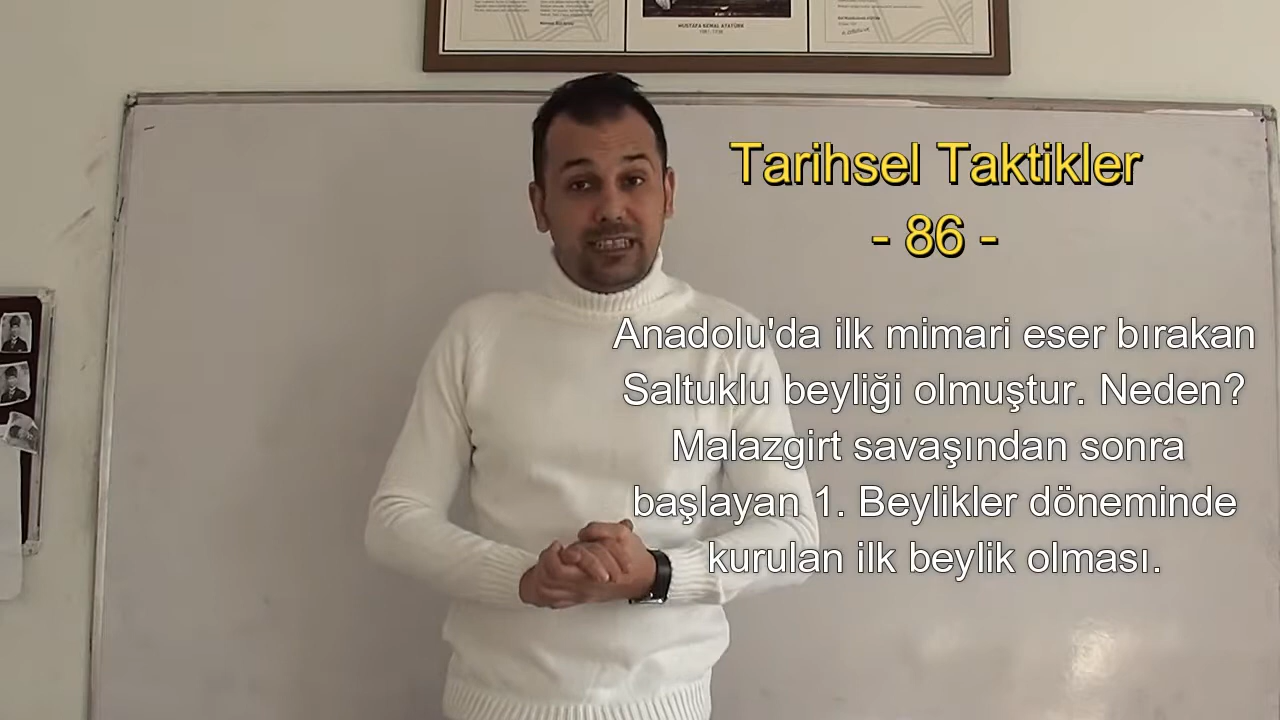 MUSTAFA KEMAL ATATÜRK
Tarihsel Taktikler
- 86 -
Anadolu'da ilk mimari eser bırakan
Saltuklu beyliği olmuştur. Neden?
Malazgirt savaşından sonra
başlayan 1. Beylikler döneminde
kurulan ilk beylik olması.